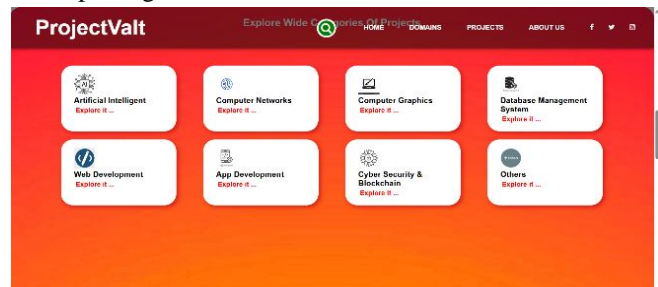 ProjectValt
Explore Wide Categories Of Projects
HOME DOMAINS PROJECTS ABOUT US
AI
Artificial Intelligent
Explore it ...
Computer Networks
Explore it ...
Computer Graphics
Explore it ...
Database Management
System
Explore it ...
Web Development
Explore it ...
App Development
Explore it ...
Cyber Security &
Blockchain
Explore it ...
Others
Explore it ...